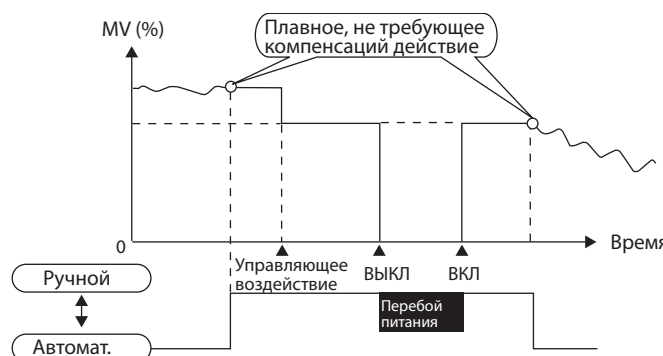 MV (%)
Плавное, не требующее
компенсаций действие
0
Время
Управляющее
воздействие
ВЫКЛ
ВКЛ
Ручной
Перебой
питания
Автомат.